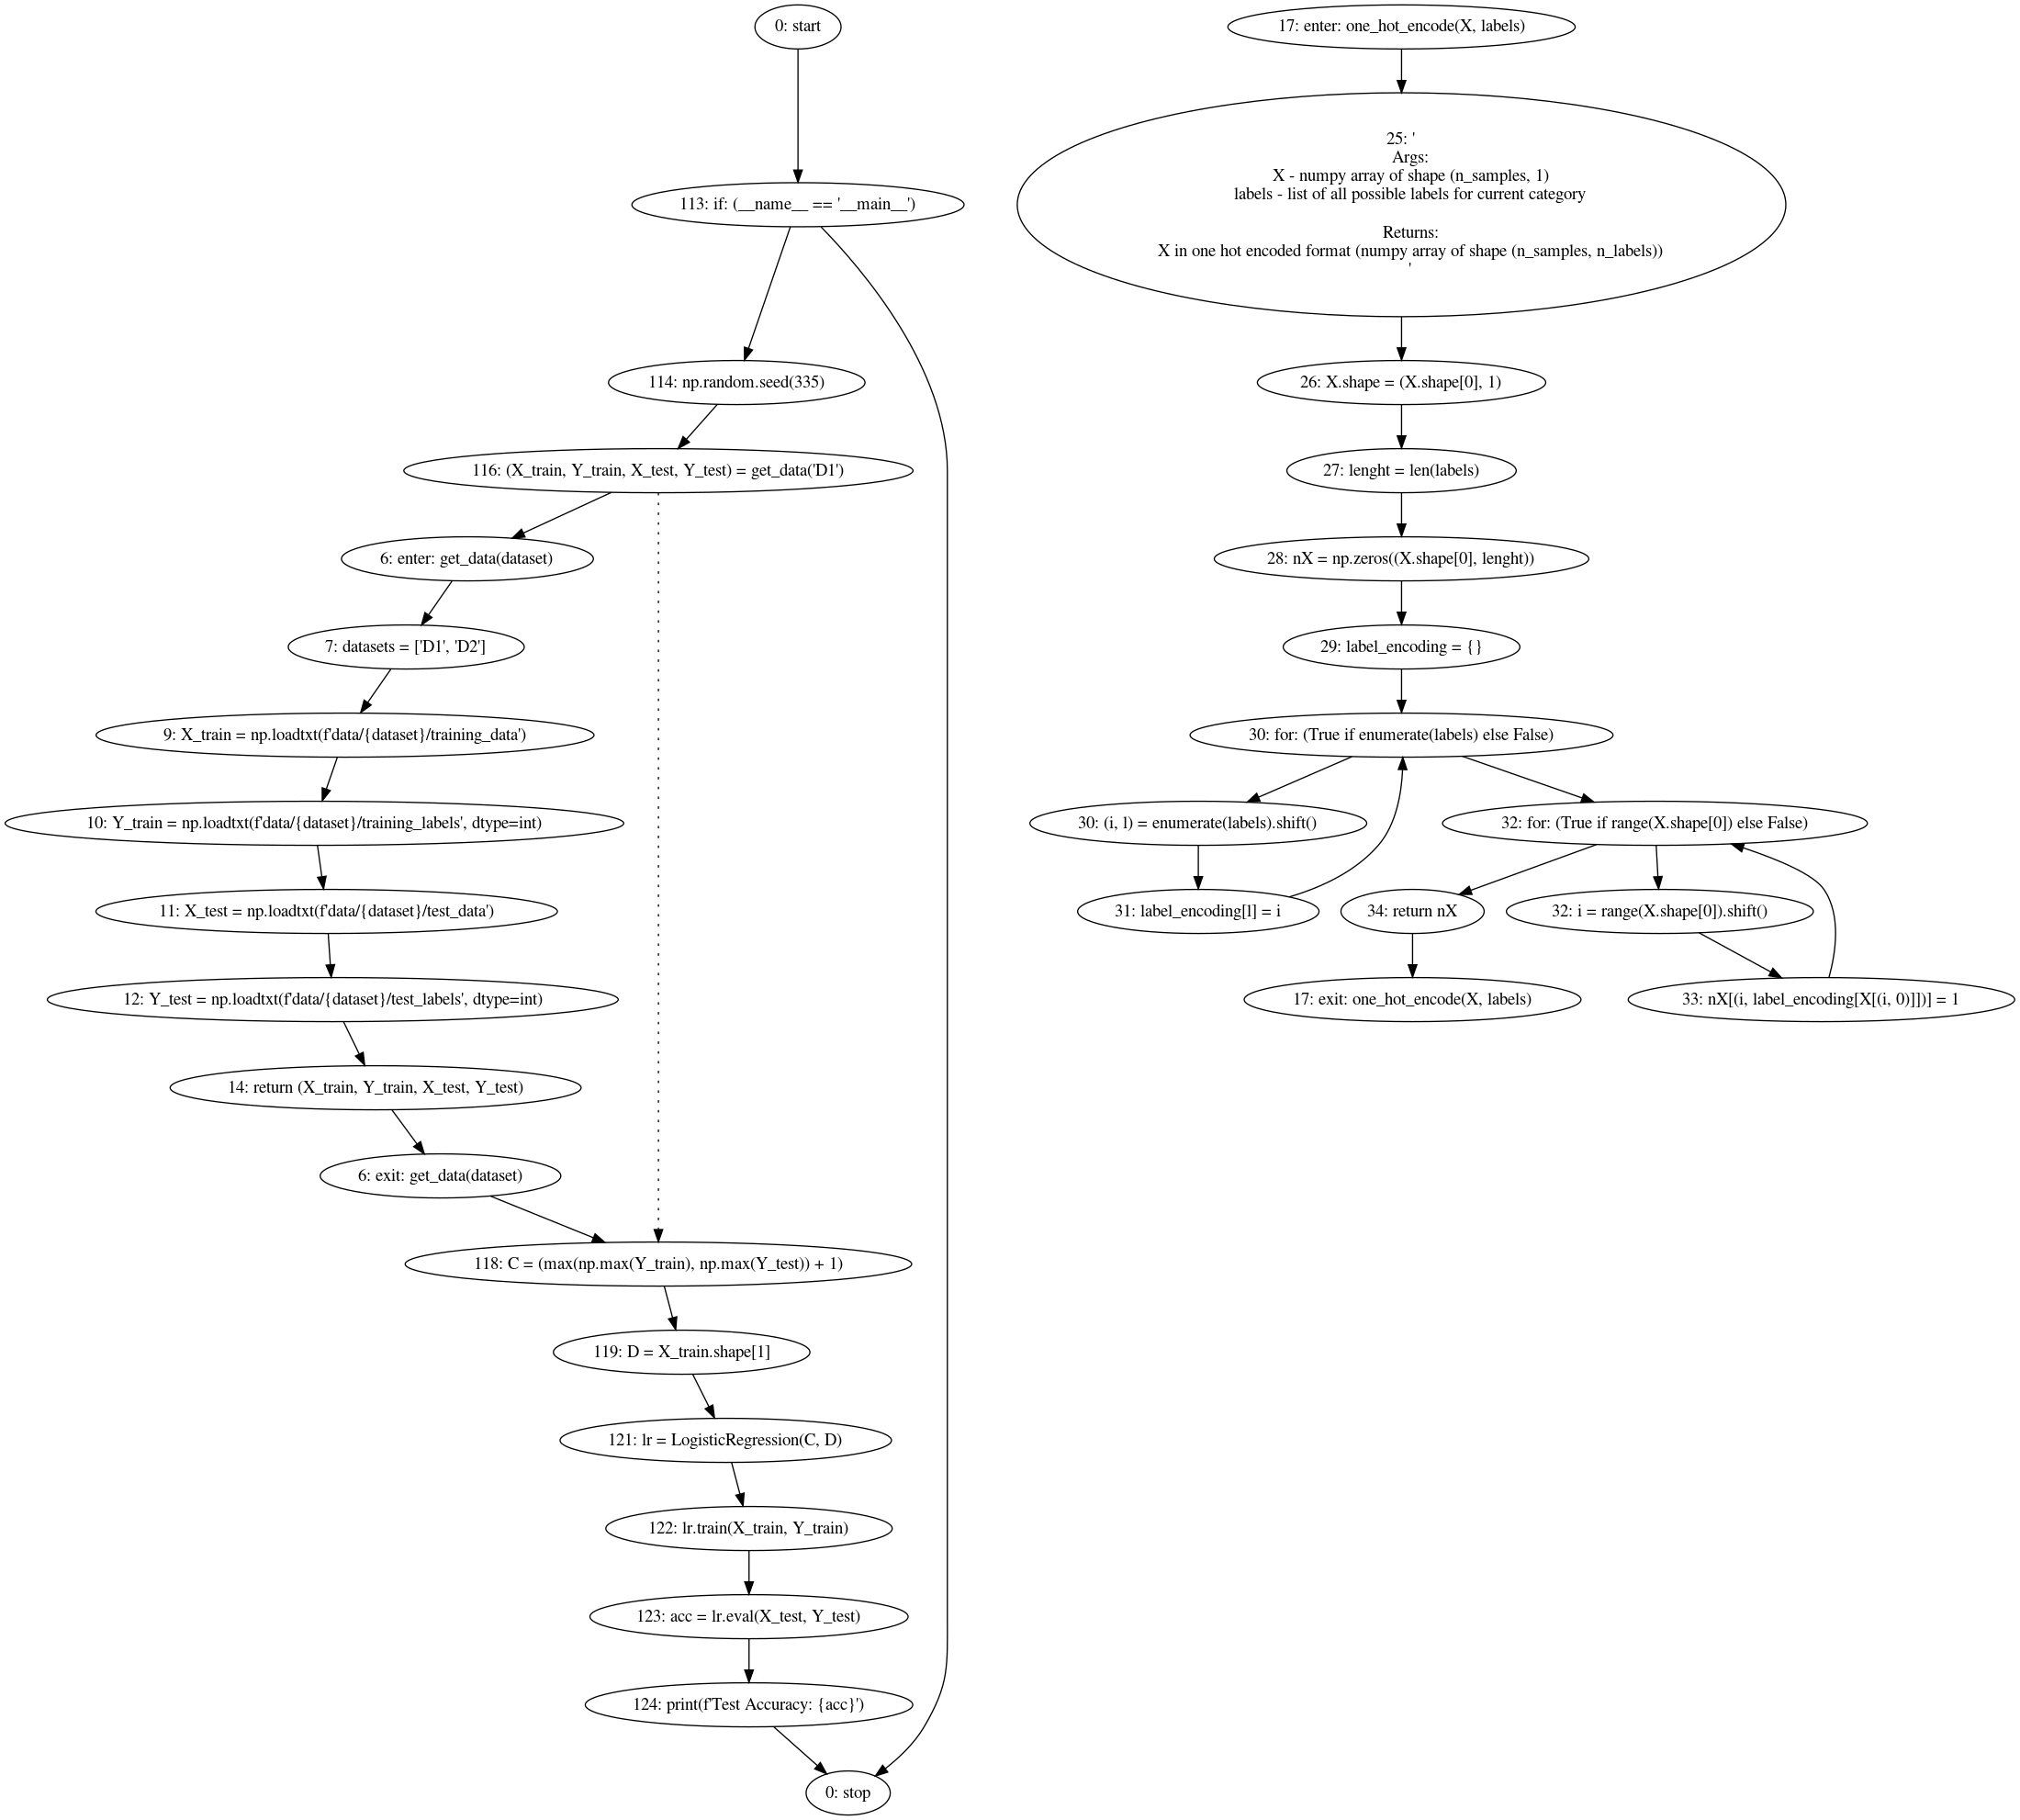 0: start
113: if: (__name__ == '__main__')
114: np.random.seed(335)
116: (X_train, Y_train, X_test, Y_test) = get_data('D1')
6: enter: get_data(dataset)
7: datasets = ['D1', 'D2']
9: X_train = np.loadtxt(f'data/{dataset}/training_data')
10: Y_train = np.loadtxt(f'data/{dataset}/training_labels', dtype=int)
11: X_test = np.loadtxt(f'data/{dataset}/test_data')
12: Y_test = np.loadtxt(f'data/{dataset}/test_labels', dtype=int)
14: return (X_train, Y_train, X_test, Y_test)
6: exit: get_data(dataset)
118: C = (max(np.max(Y_train), np.max(Y_test)) + 1)
119: D = X_train.shape[1]
121: lr = LogisticRegression(C, D)
122: lr.train(X_train, Y_train)
123: acc = lr.eval(X_test, Y_test)
124: print(f'Test Accuracy: {acc}')
0: stop
17: enter: one_hot_encode(X, labels)
25: '
Args:
X - numpy array of shape (n_samples, 1)
labels - list of all possible labels for current category
Returns:
X in one hot encoded format (numpy array of shape (n_samples, n_labels))
'
26: X.shape = (X.shape[0], 1)
27: lenght = len(labels)
28: nX = np.zeros((X.shape[0], lenght))
29: label_encoding = {}
30: for: (True if enumerate(labels) else False)
30: (i, l) = enumerate(labels).shift()
31: label_encoding[l] = i
32: for: (True if range(X.shape[0]) else False)
34: return nX
32: i = range(X.shape[0]).shift()
17: exit: one_hot_encode(X, labels)
33: nX[(i, label_encoding[X[(i, 0)]])] = 1